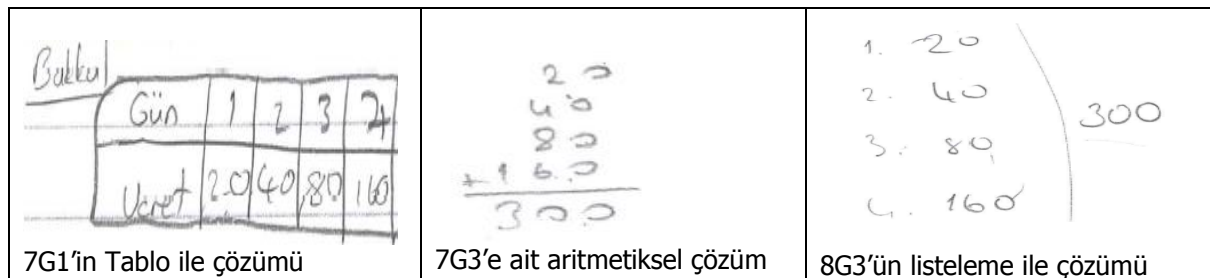 Bakkal
Gün 1 2 3 4
Ücret 20 40 80 160
7G1'in Tablo ile çözümü
20
40
80
+ 160
300
7G3'e ait aritmetiksel çözüm
1. 20
2. 40
3. 80
4. 160
300
8G3'ün listeleme ile çözümü